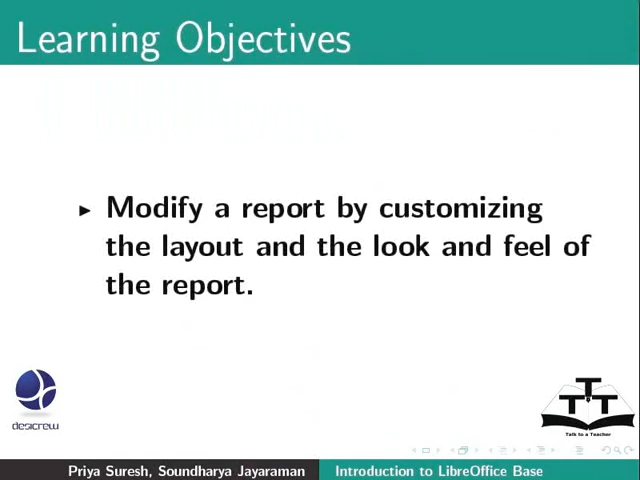 Learning Objectives
Modify a report by customizing
the layout and the look and feel of
the report.
desicrew
TTT
Talk to a Teacher
Priya Suresh, Soundharya Jayaraman Introduction to LibreOffice Base